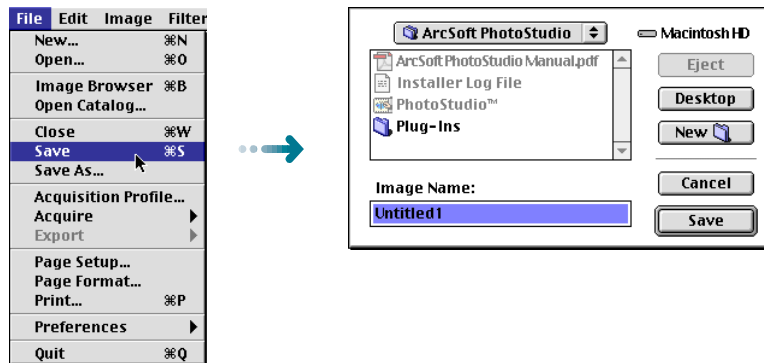 File Edit Image Filter
New... ⌘N
Open... ⌘O
Image Browser ⌘B
Open Catalog...
Close ⌘W
Save ⌘S
Save As...
Acquisition Profile...
Acquire
Export
Page Setup...
Page Format...
Print... ⌘P
Preferences
Quit ⌘Q
ArcSoft PhotoStudio
Macintosh HD
ArcSoft PhotoStudio Manual.pdf
Installer Log File
PhotoStudio™
Plug-Ins
Eject
Desktop
New
Image Name:
Untitled1
Cancel
Save